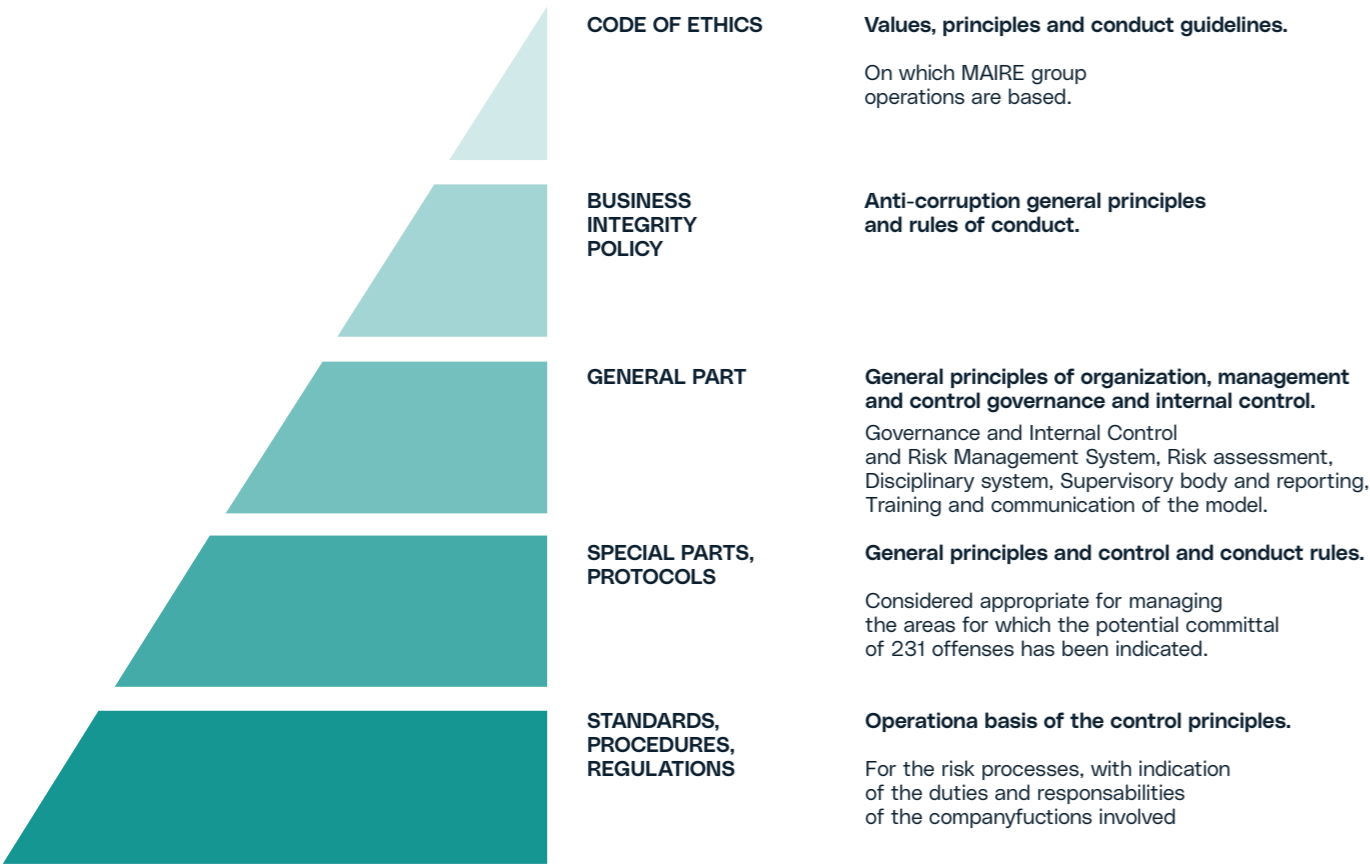 CODE OF ETHICS
Values, principles and conduct guidelines.
On which MAIRE group
operations are based.
BUSINESS
INTEGRITY
POLICY
Anti-corruption general principles
and rules of conduct.
GENERAL PART
General principles of organization, management
and control governance and internal control.
Governance and Internal Control
and Risk Management System, Risk assessment,
Disciplinary system, Supervisory body and reporting,
Training and communication of the model.
SPECIAL PARTS,
PROTOCOLS
General principles and control and conduct rules.
Considered appropriate for managing
the areas for which the potential committal
of 231 offenses has been indicated.
STANDARDS,
PROCEDURES,
REGULATIONS
Operationa basis of the control principles.
For the risk processes, with indication
of the duties and responsabilities
of the companyfuctions involved